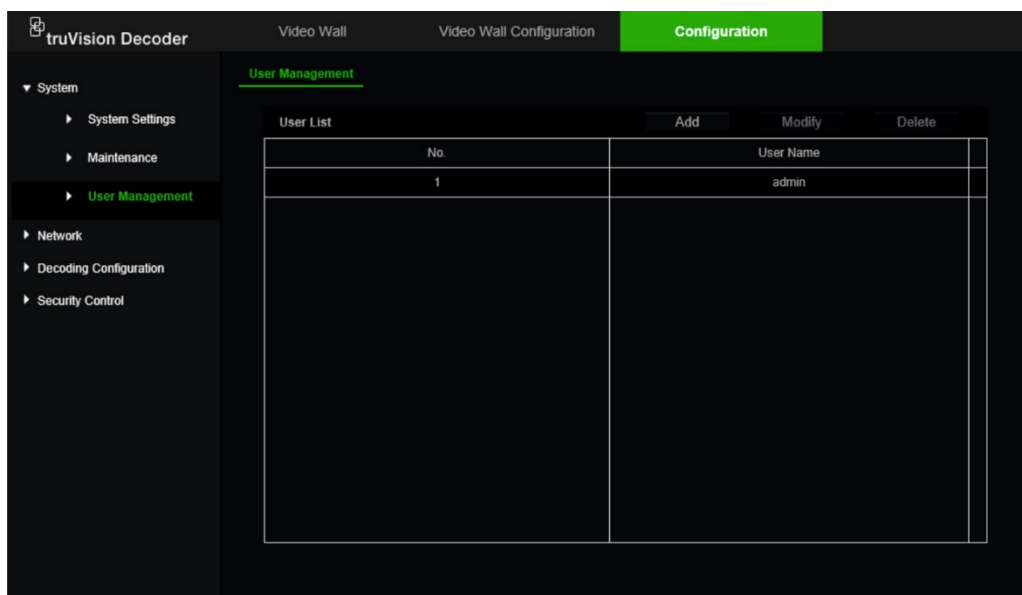 truVision Decoder
Video Wall
Video Wall Configuration
Configuration
System
System Settings
Maintenance
User Management
Network
Decoding Configuration
Security Control
User Management
User List
Add
Modify
Delete
No.
User Name
1
admin